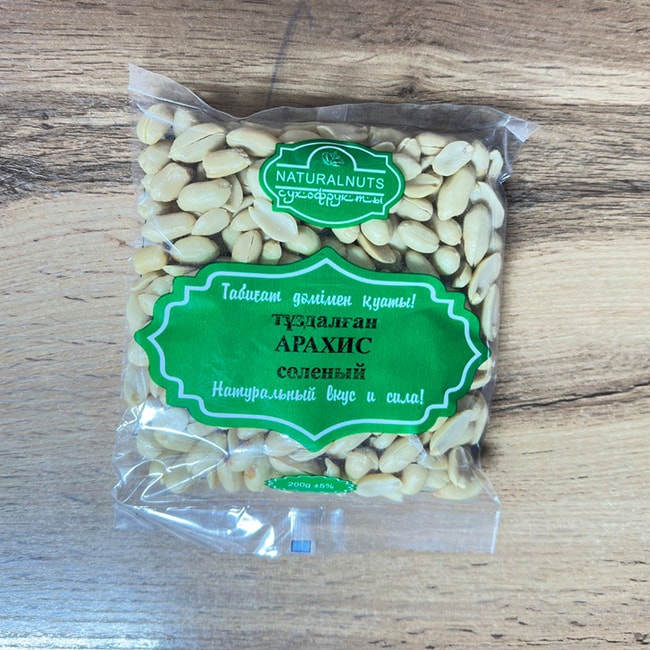 NATURALNUTS
сухофрукты
Табиғат дәмімен қуаты!
тұздалған
АРАХИС
соленый
Натуральный вкус и сила!
200g ±5%